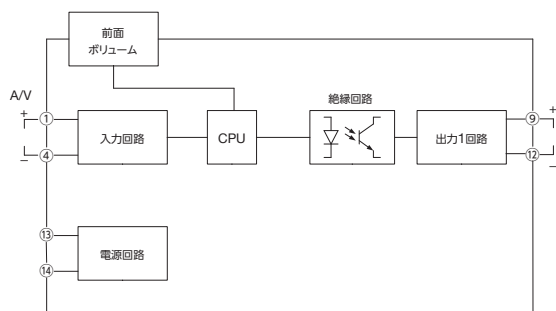 前面
ボリューム
A/V
絶縁回路
+
①
入力回路
CPU
出力1回路
⑨
+
④
−
⑫
−
⑬
電源回路
⑭